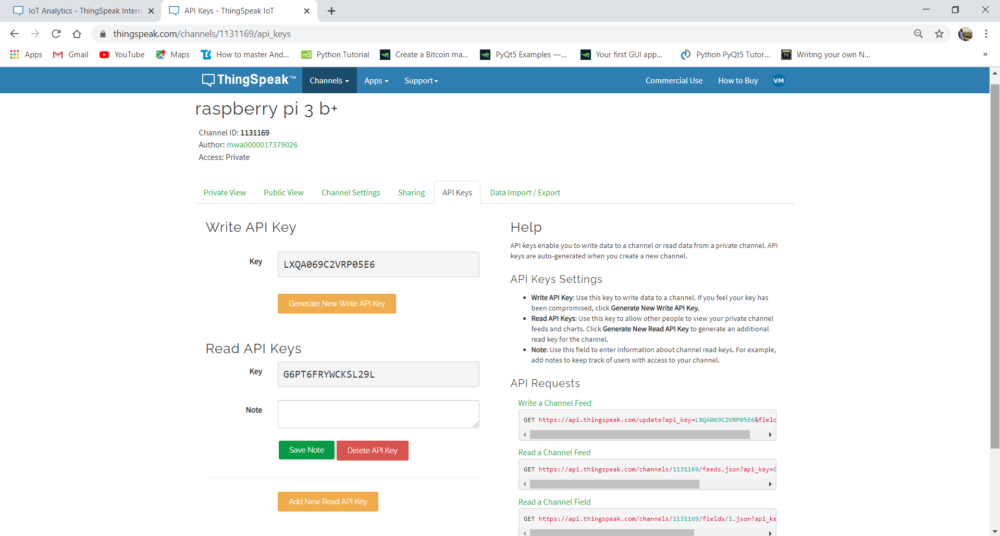 IoT Analytics - ThingSpeak Intern
API Keys - ThingSpeak IoT
thingspeak.com/channels/1131169/api_keys
Apps Gmail YouTube Maps How to master And... Python Tutorial Create a Bitcoin ma... PyQt5 Examples —... Your first GUI app... Python PyQt5 Tutor... Writing your own N... »
ThingSpeak™ Channels Apps Support Commercial Use How to Buy VM
raspberry pi 3 b+
Channel ID: 1131169
Author: mwa0000017379026
Access: Private
Private View Public View Channel Settings Sharing API Keys Data Import / Export
Write API Key
Key LXQA069C2VRP05E6
Generate New Write API Key
Read API Keys
Key G6PT6FRYWCKSL29L
Note
Save Note Delete API Key
Add New Read API Key
Help
API keys enable you to write data to a channel or read data from a private channel. API
keys are auto-generated when you create a new channel.
API Keys Settings
• Write API Key: Use this key to write data to a channel. If you feel your key has
been compromised, click Generate New Write API Key.
• Read API Keys: Use this key to allow other people to view your private channel
feeds and charts. Click Generate New Read API Key to generate an additional
read key for the channel.
• Note: Use this field to enter information about channel read keys. For example,
add notes to keep track of users with access to your channel.
API Requests
Write a Channel Feed
GET https://api.thingspeak.com/update?api_key=LXQA069C2VRP05E6&field
Read a Channel Feed
GET https://api.thingspeak.com/channels/1131169/feeds.json?api_key=G
Read a Channel Field
GET https://api.thingspeak.com/channels/1131169/fields/1.json?api_ke